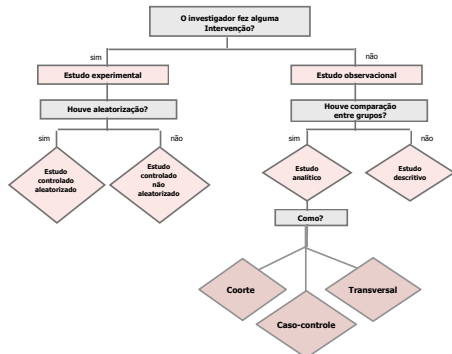 O investigador fez alguma
Intervenção?
sim
não
Estudo experimental
Estudo observacional
Houve aleatorização?
Houve comparação
entre grupos?
sim
não
sim
não
Estudo
controlado
aleatorizado
Estudo
controlado
não
aleatorizado
Estudo
analítico
Estudo
descritivo
Como?
Coorte
Transversal
Caso-controle